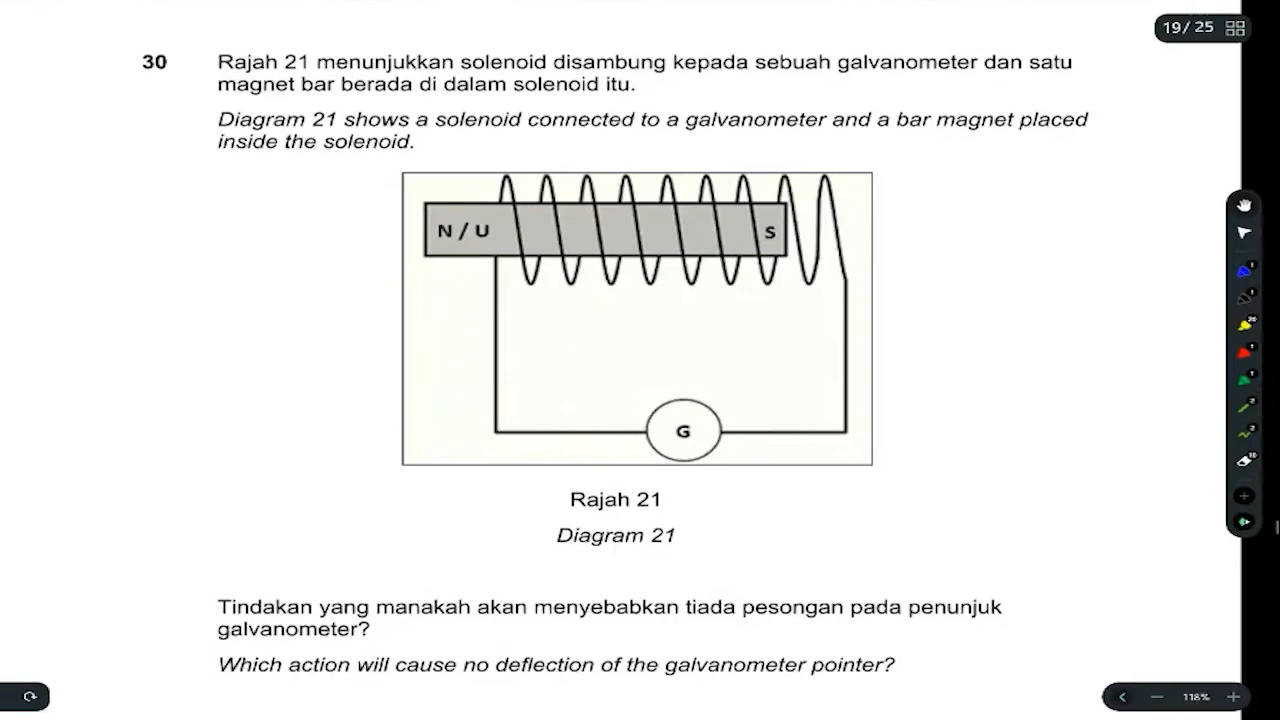 19/ 25
30 Rajah 21 menunjukkan solenoid disambung kepada sebuah galvanometer dan satu
magnet bar berada di dalam solenoid itu.
Diagram 21 shows a solenoid connected to a galvanometer and a bar magnet placed
inside the solenoid.
N / U S
G
Rajah 21
Diagram 21
Tindakan yang manakah akan menyebabkan tiada pesongan pada penunjuk
galvanometer?
Which action will cause no deflection of the galvanometer pointer?
118%